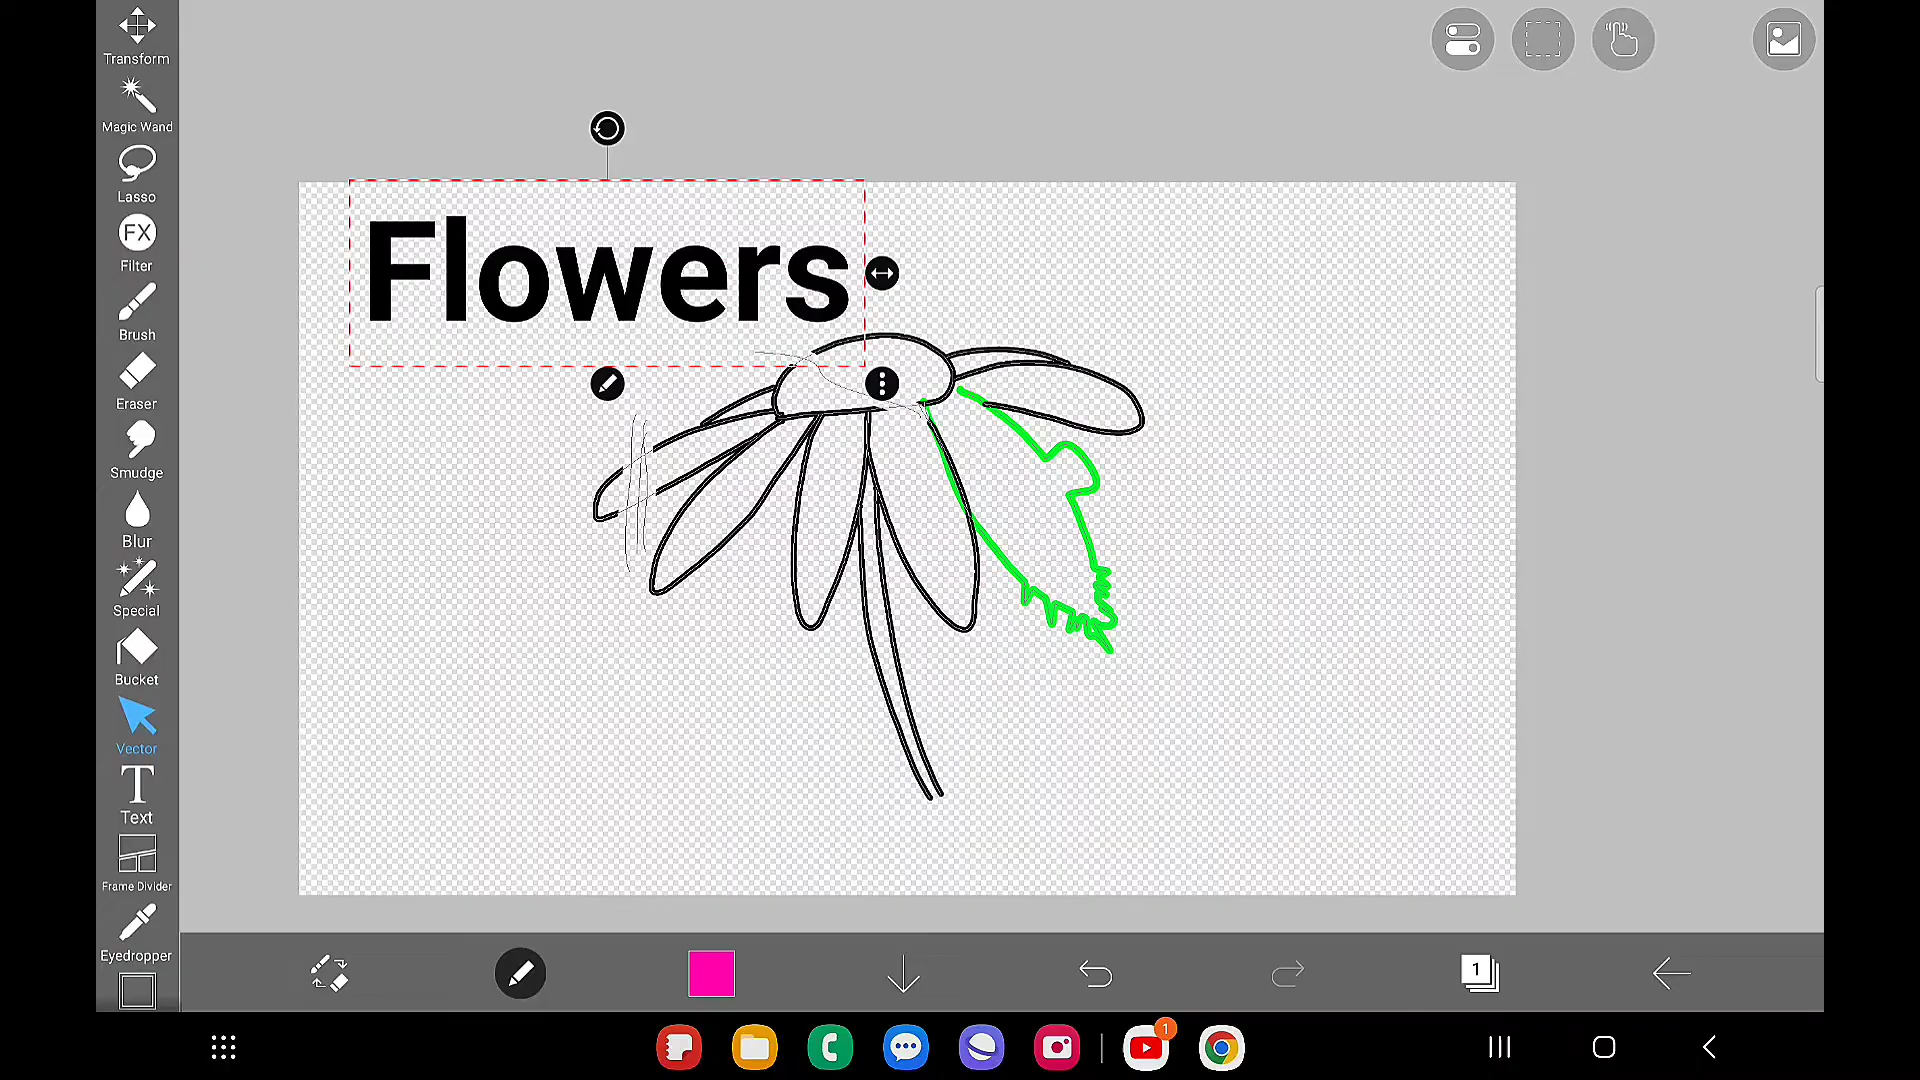 Transform
Magic Wand
Lasso
FX
Filter
Brush
Eraser
Smudge
Blur
Special
Bucket
Vector
T
Text
Frame Divider
Eyedropper
Flowers
1
1